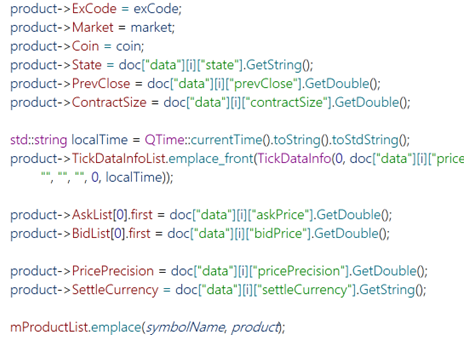 product->ExCode = exCode;
product->Market = market;
product->Coin = coin;
product->State = doc["data"][i]["state"].GetString();
product->PrevClose = doc["data"][i]["prevClose"].GetDouble();
product->ContractSize = doc["data"][i]["contractSize"].GetDouble();
std::string localTime = QTime::currentTime().toString().toStdString();
product->TickDataInfoList.emplace_front(TickDataInfo(0, doc["data"][i]["price
"", "", "", 0, localTime));
product->AskList[0].first = doc["data"][i]["askPrice"].GetDouble();
product->BidList[0].first = doc["data"][i]["bidPrice"].GetDouble();
product->PricePrecision = doc["data"][i]["pricePrecision"].GetDouble();
product->SettleCurrency = doc["data"][i]["settleCurrency"].GetString();
mProductList.emplace(symbolName, product);